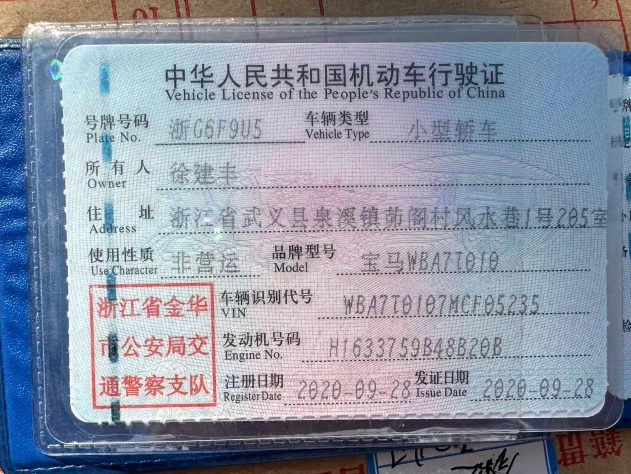 中华人民共和国机动车行驶证
Vehicle License of the People's Republic of China
号牌号码 浙G6F9U5 车辆类型 小型轿车
Plate No. Vehicle Type
所有人 徐建丰
Owner
住址 浙江省武义县泉溪镇茆阁村风水巷1号205室
Address
使用性质 非营运 品牌型号 宝马WBA7T010
Use Character Model
浙江省金华
市公安局交
通警察支队
车辆识别代号 WBA7T0107MCF05235
VIN
发动机号码 H1633759B48B20B
Engine No.
注册日期 2020-09-28 发证日期 2020-09-28
Register Date Issue Date